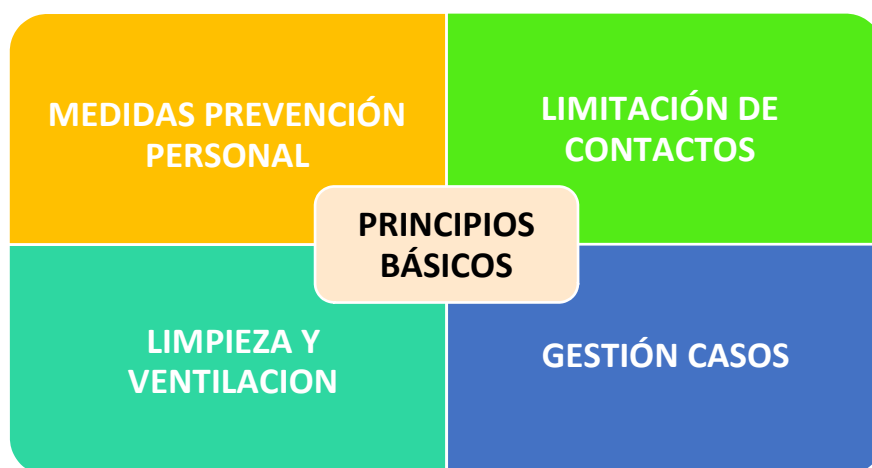 MEDIDAS PREVENCIÓN
PERSONAL
LIMITACIÓN DE
CONTACTOS
PRINCIPIOS
BÁSICOS
LIMPIEZA Y
VENTILACION
GESTIÓN CASOS